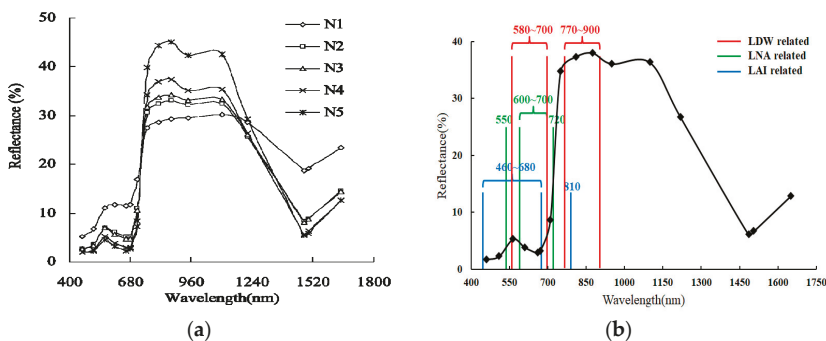 50
40
30
20
10
0
Reflectance (%)
N1
N2
N3
N4
N5
400 680 960 1240 1520 1800
Wavelength(nm)
(a)
580~700 770~900
LDW related
LNA related
LAI related
600~700
550 720
460~680 810
40
30
20
10
0
Reflectance(%)
400 550 700 850 1000 1150 1300 1450 1600 1750
Wavelength(nm)
(b)